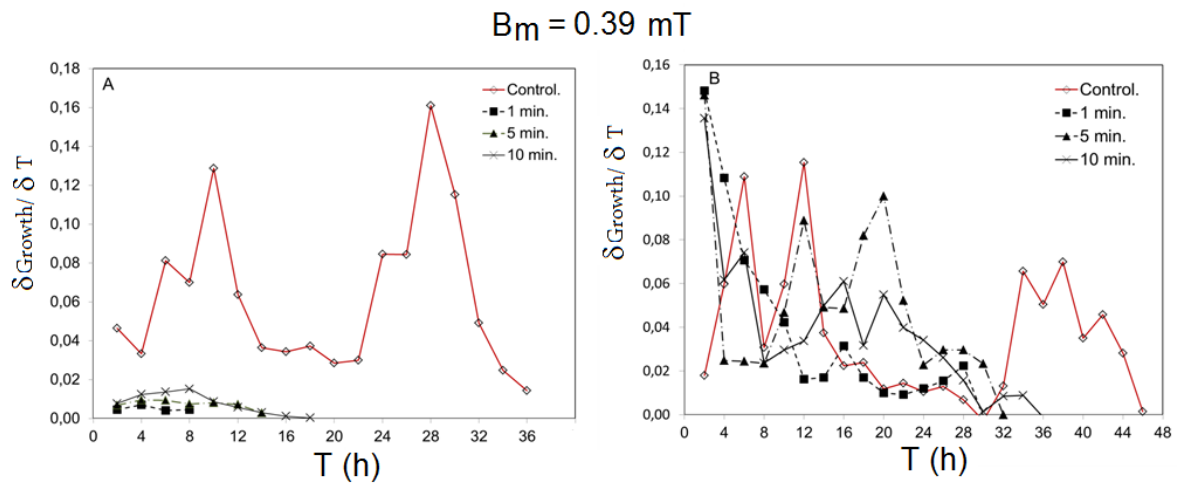 Bm = 0.39 mT
A
Control.
1 min.
5 min.
10 min.
0,18
0,16
0,14
0,12
0,10
0,08
0,06
0,04
0,02
0,00
δGrowth/ δ T
0 4 8 12 16 20 24 28 32 36
T (h)
B
Control.
1 min.
5 min.
10 min.
0,16
0,14
0,12
0,10
0,08
0,06
0,04
0,02
0,00
δGrowth/ δ T
0 4 8 12 16 20 24 28 32 36 40 44 48
T (h)